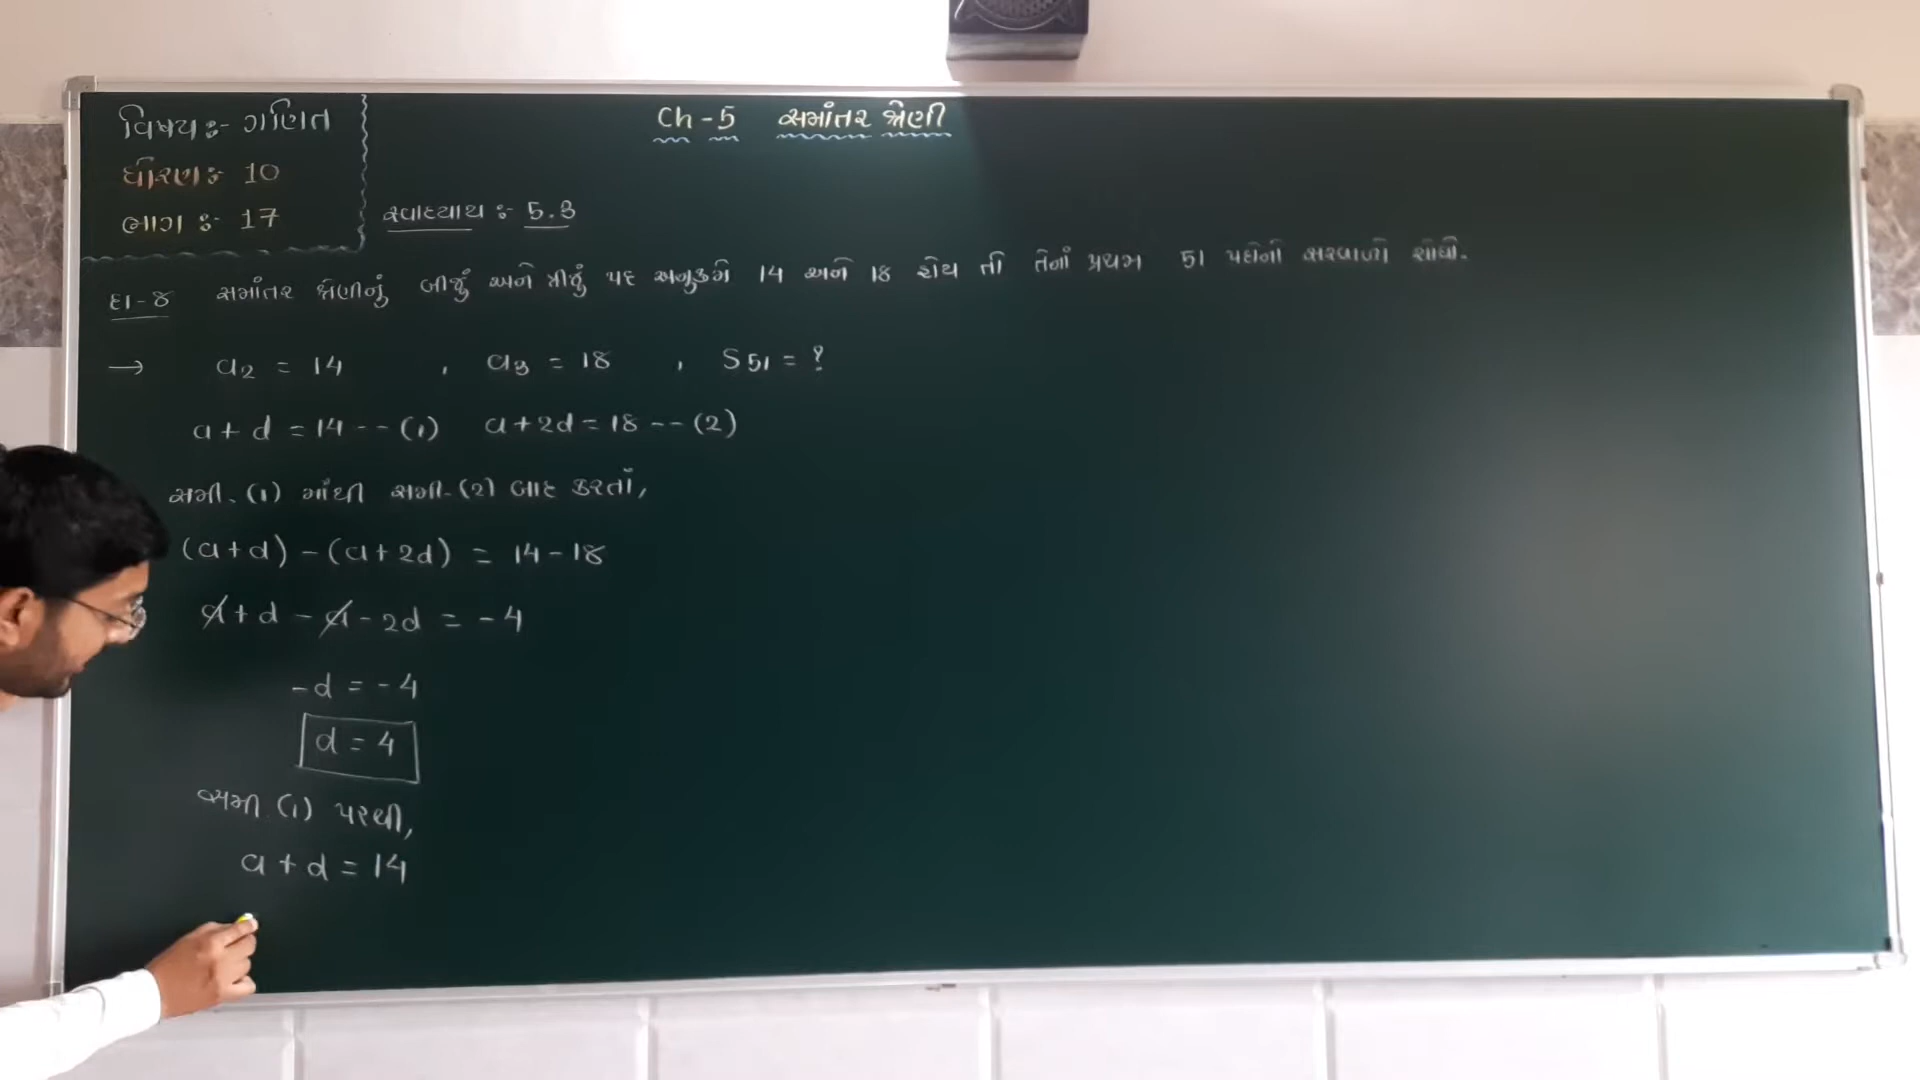 વિષય :- ગણિત
ધોરણ :- 10
ભાગ :- 17
Ch-5 સમાંતર શ્રેણી
સ્વાધ્યાય :- 5.3
દા-8 સમાંતર શ્રેણીનું બીજું અને ત્રીજું પદ અનુક્રમે 14 અને 18 હોય તો તેનાં પ્રથમ 51 પદોનો સરવાળો શોધો.
→ a2 = 14 , a3 = 18 , S51 = ?
a + d = 14 -- (1) a + 2d = 18 -- (2)
સમી. (1) માંથી સમી. (2) બાદ કરતાં,
(a + d) - (a + 2d) = 14 - 18
a + d - a - 2d = - 4
- d = - 4
d = 4
સમી. (1) પરથી,
a + d = 14